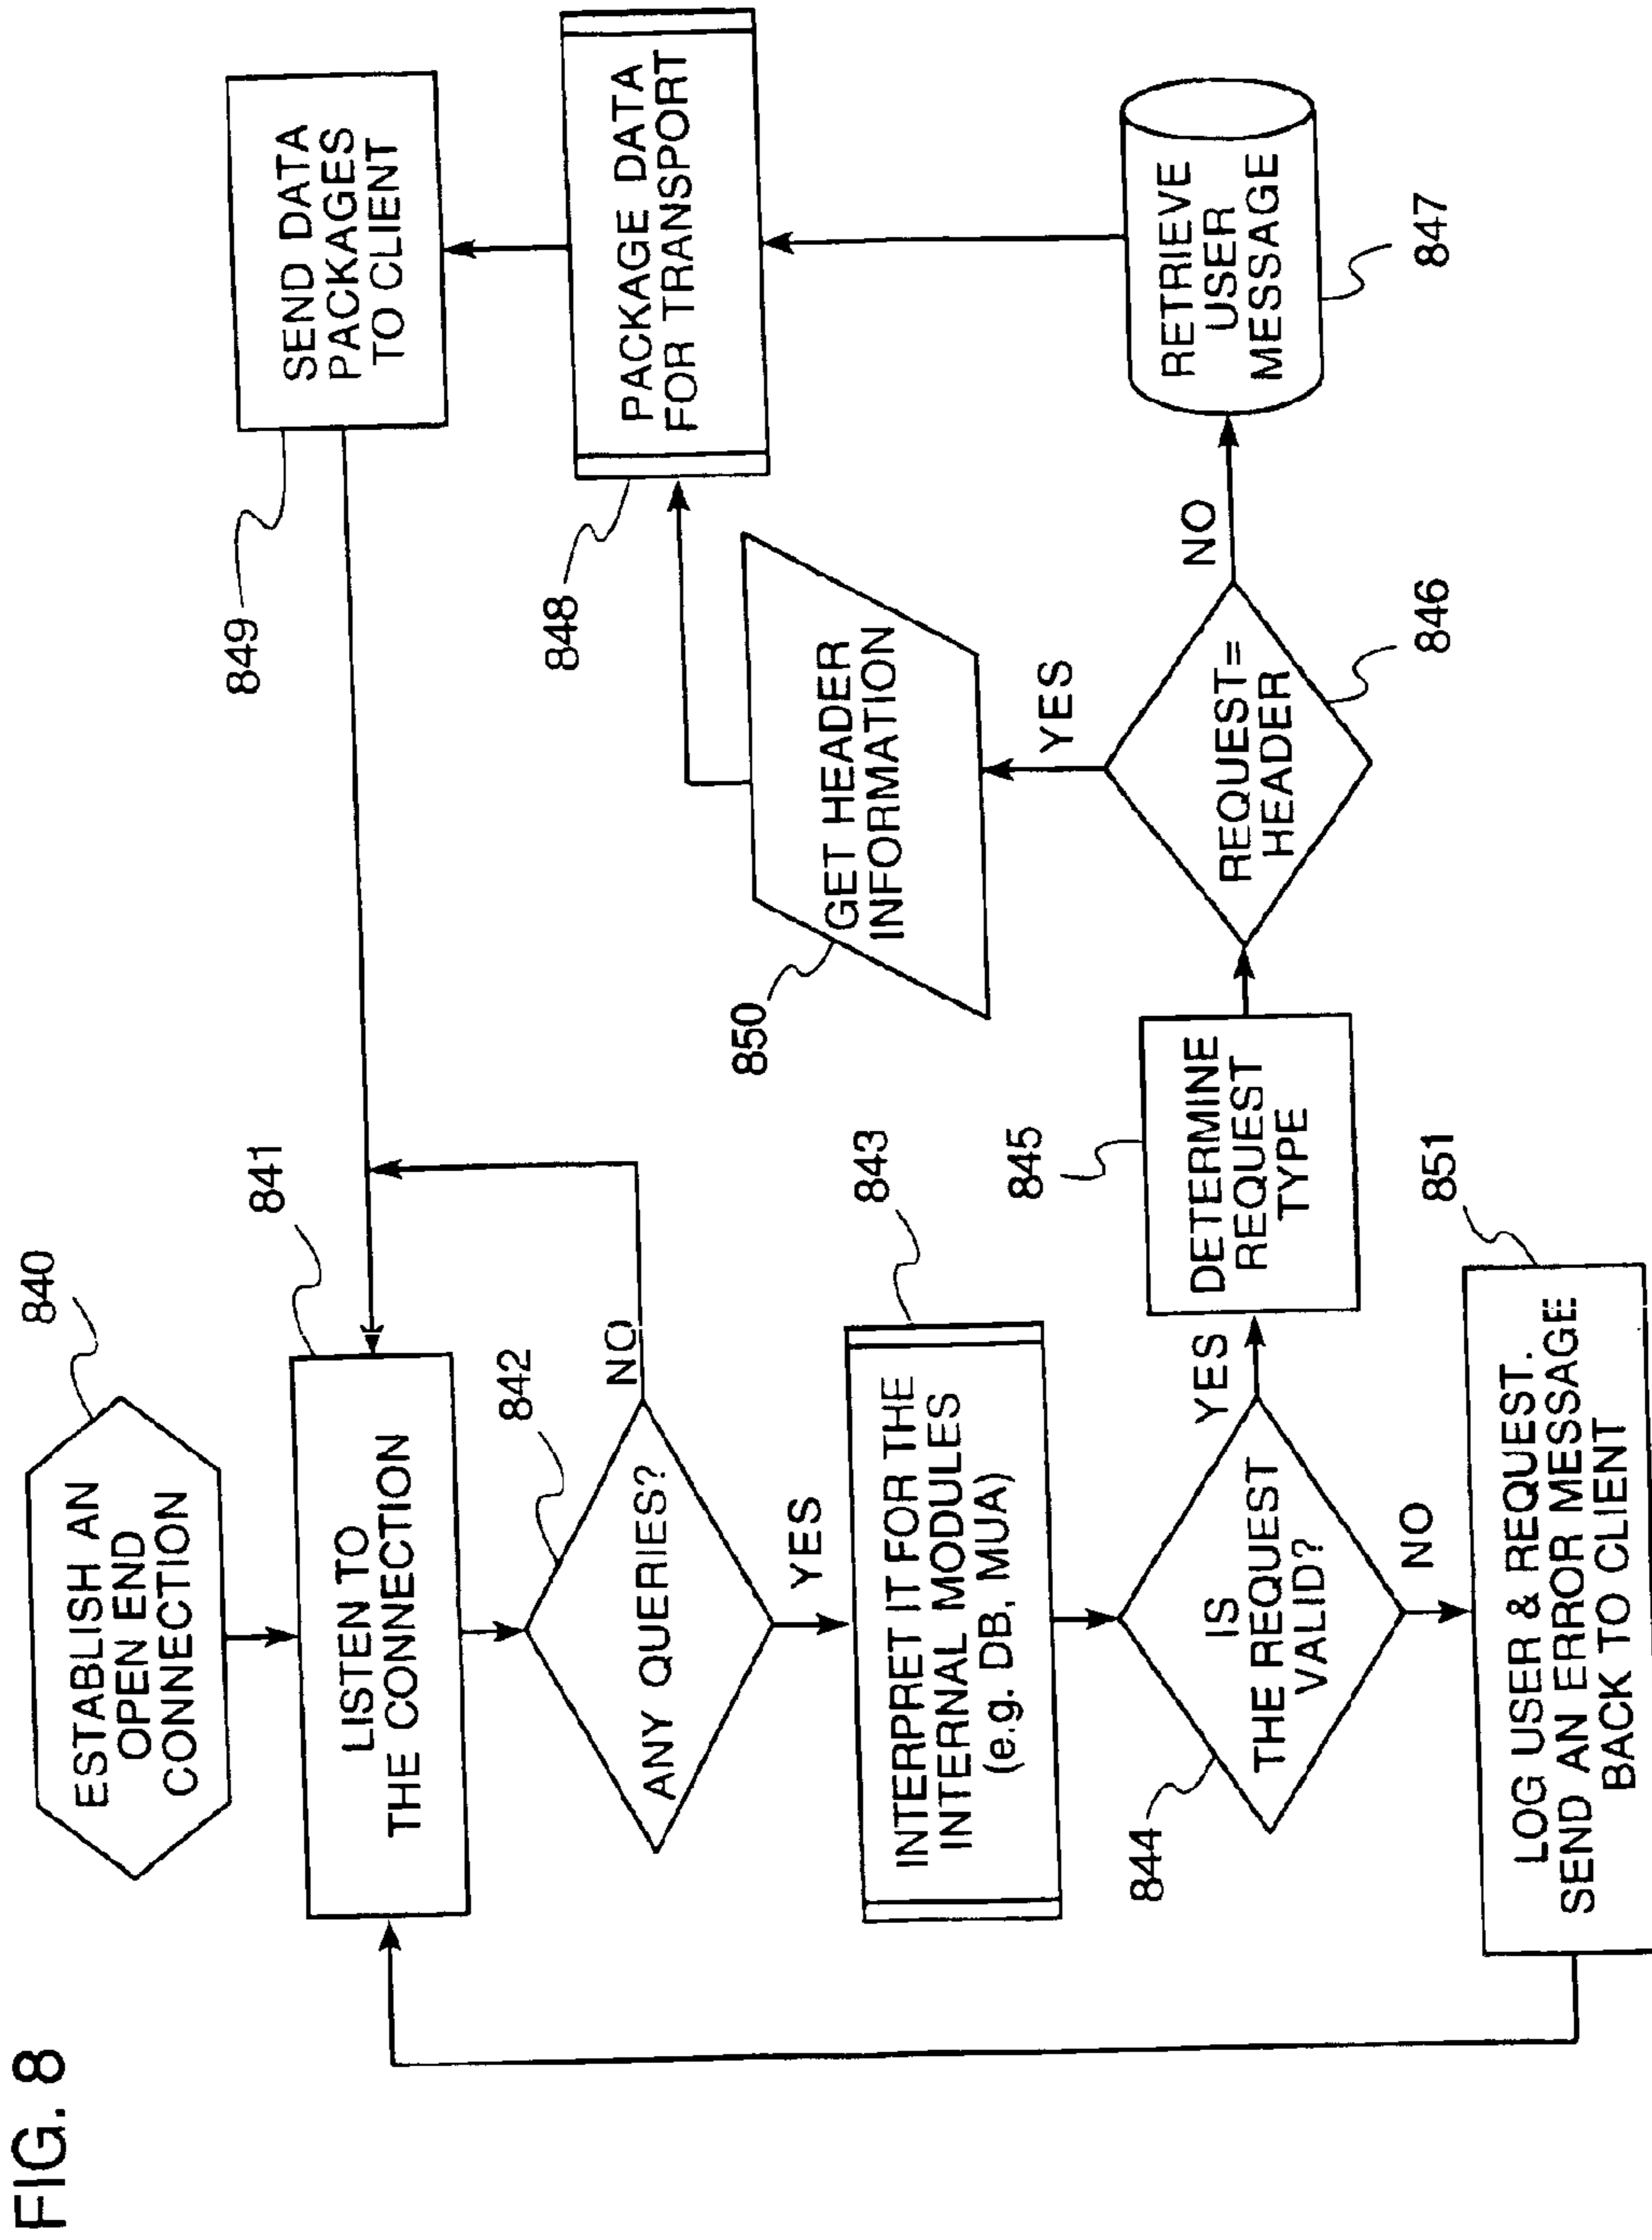 FIG. 8
840
ESTABLISH AN
OPEN END
CONNECTION
841
LISTEN TO
THE CONNECTION
842
ANY QUERIES?
NO
YES
843
INTERPRET IT FOR THE
INTERNAL MODULES
(e.g. DB, MUA)
844
IS
THE REQUEST
VALID?
YES
NO
851
LOG USER & REQUEST.
SEND AN ERROR MESSAGE
BACK TO CLIENT
845
DETERMINE
REQUEST
TYPE
846
REQUEST=
HEADER
YES
NO
850
GET HEADER
INFORMATION
847
RETRIEVE
USER
MESSAGE
848
PACKAGE DATA
FOR TRANSPORT
849
SEND DATA
PACKAGES
TO CLIENT